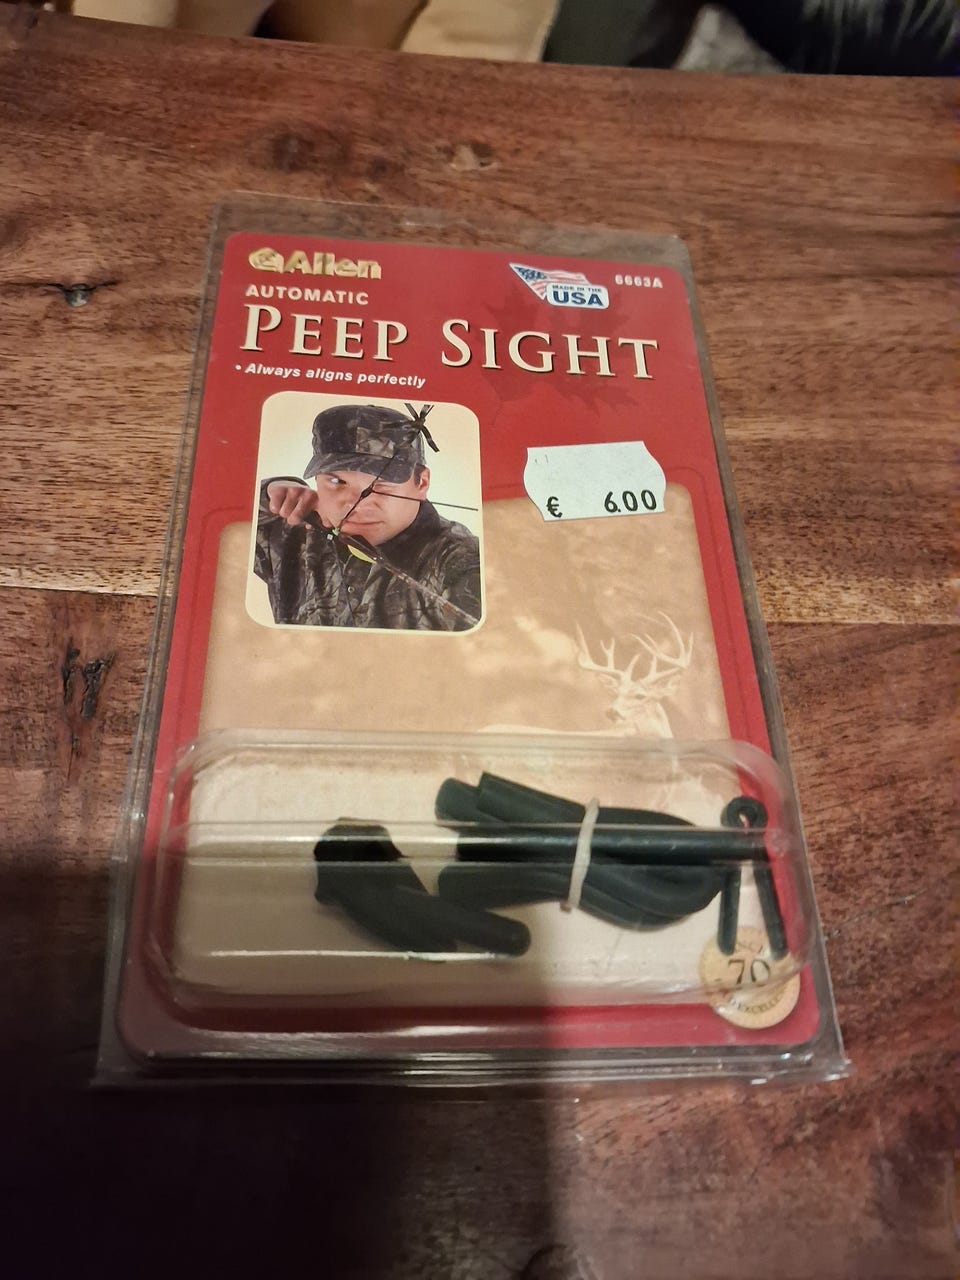 Allen
MADE IN THE
USA
6663A
AUTOMATIC
PEEP SIGHT
• Always aligns perfectly
€ 6.00
70